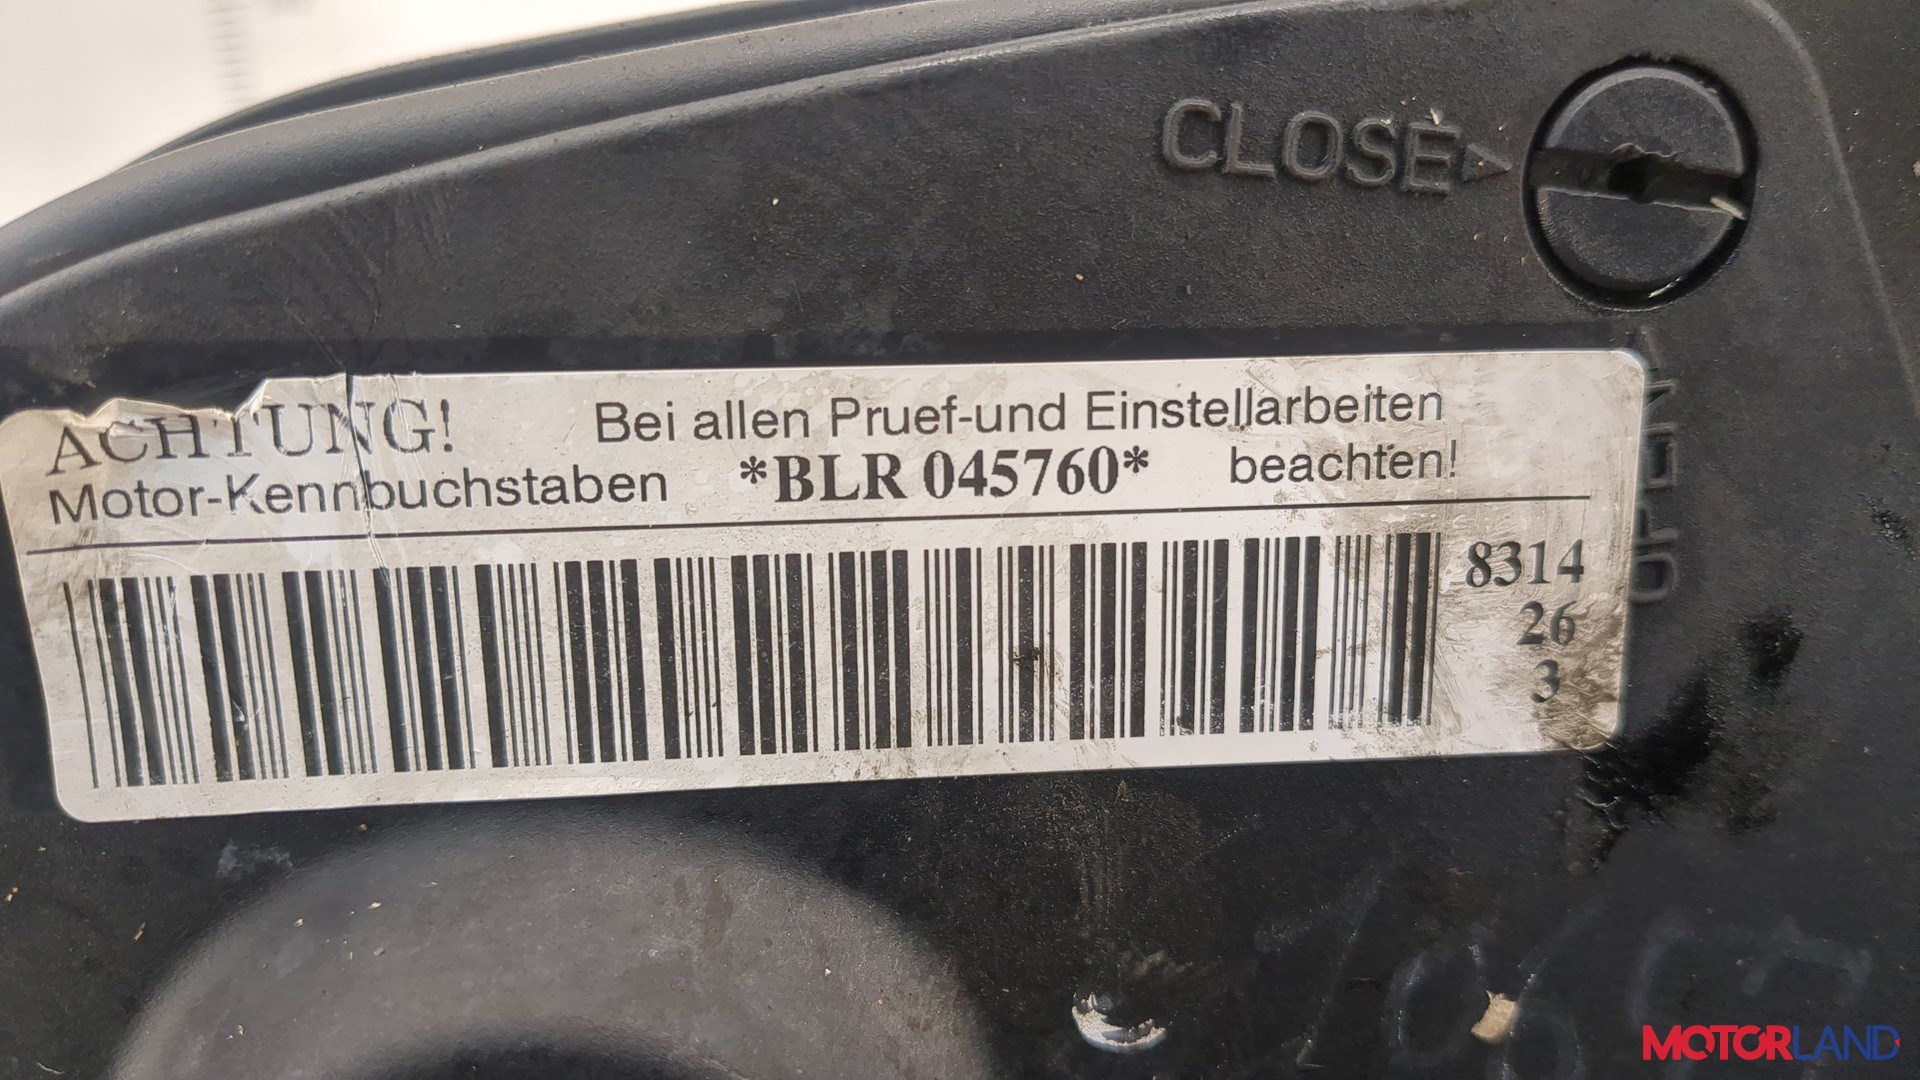 CLOSE
OPEN
ACHTUNG! Bei allen Pruef-und Einstellarbeiten
Motor-Kennbuchstaben *BLR 045760* beachten!
8314
26
3
MOTORLAND